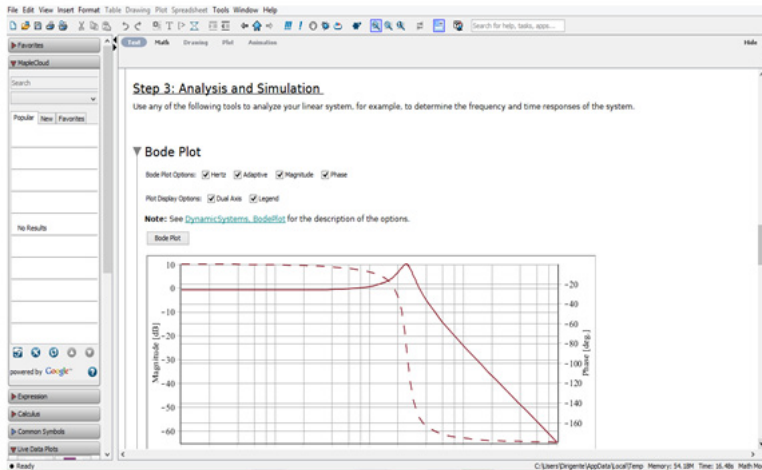 File Edit View Insert Format Table Drawing Plot Spreadsheet Tools Window Help
Search for help, tasks, apps...
Text Math Drawing Plot Animation Hide
Favorites
MapleCloud
Search
Popular New Favorites
No Results
powered by Google
Expression
Calculus
Common Symbols
Live Data Plots
Step 3: Analysis and Simulation
Use any of the following tools to analyze your linear system, for example, to determine the frequency and time responses of the system.
Bode Plot
Bode Plot Options: Hertz Adaptive Magnitude Phase
Plot Display Options: Dual Axis Legend
Note: See DynamicSystems, BodePlot for the description of the options.
Bode Plot
Magnitude [dB]
10
0
-10
-20
-30
-40
-50
-60
Phase [deg.]
-20
-40
-60
-80
-100
-120
-140
-160
Ready
C:\Users\Dirigente\AppData\Local\Temp Memory: 54.18M Time: 16.48s Math Mo